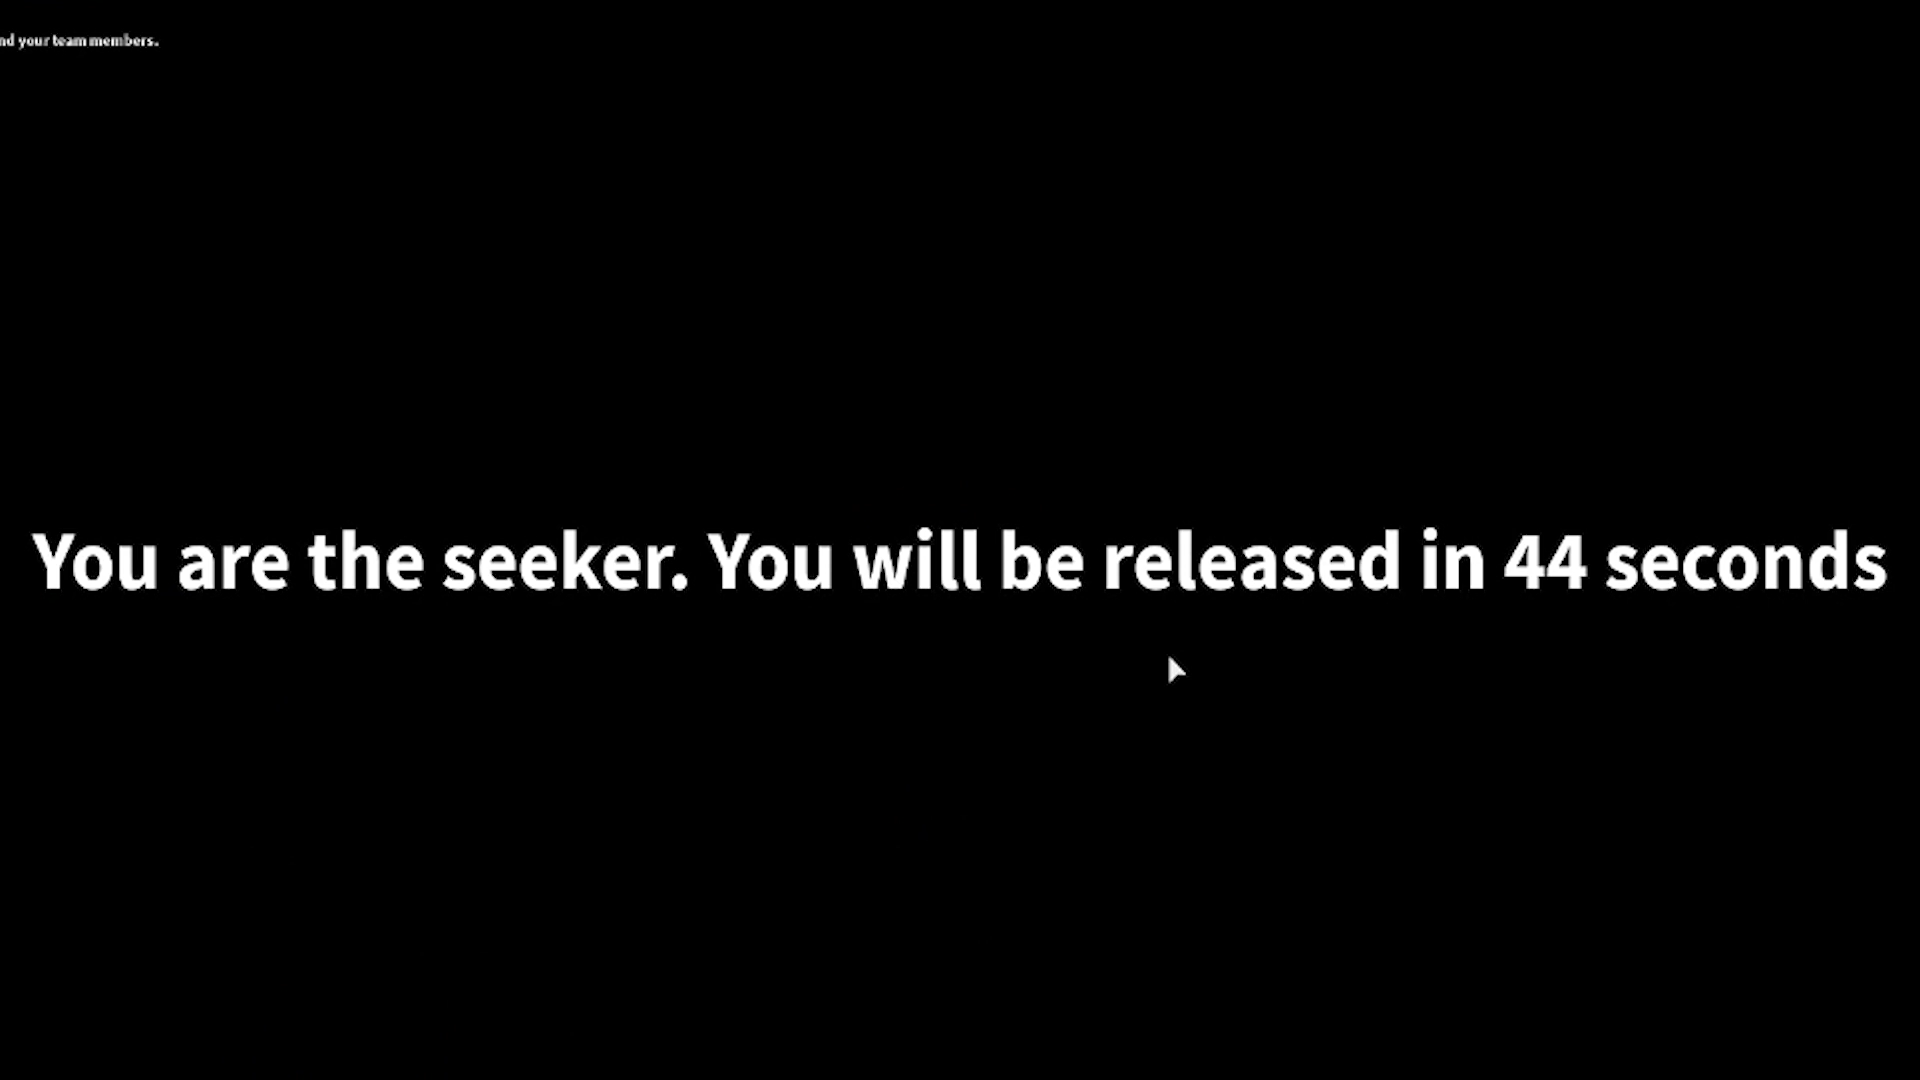 nd your team members.
You are the seeker. You will be released in 44 seconds